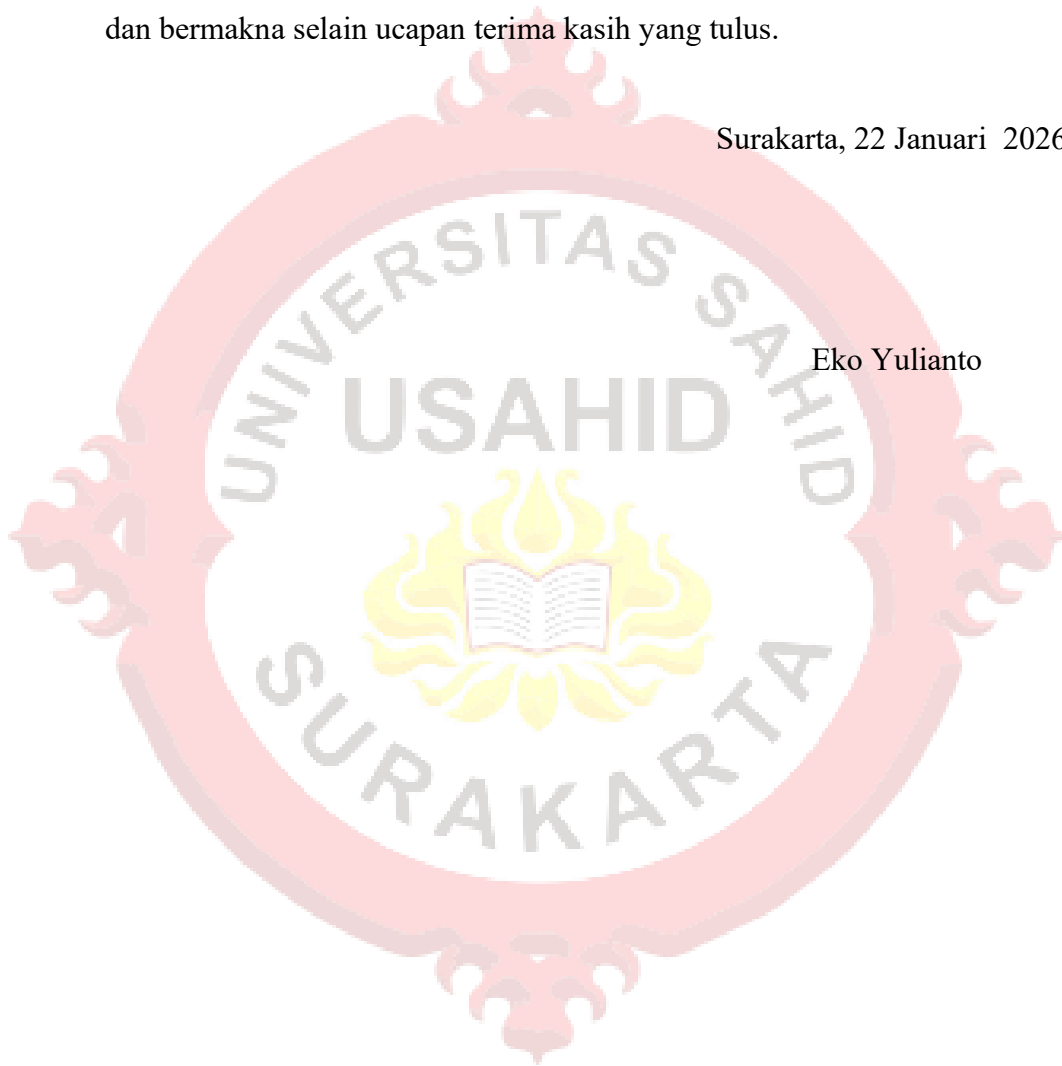 dan bermakna selain ucapan terima kasih yang tulus.
Surakarta, 22 Januari  2026
UNIVERSITAS SAHID
Eko Yulianto
USAHID
SURAKARTA